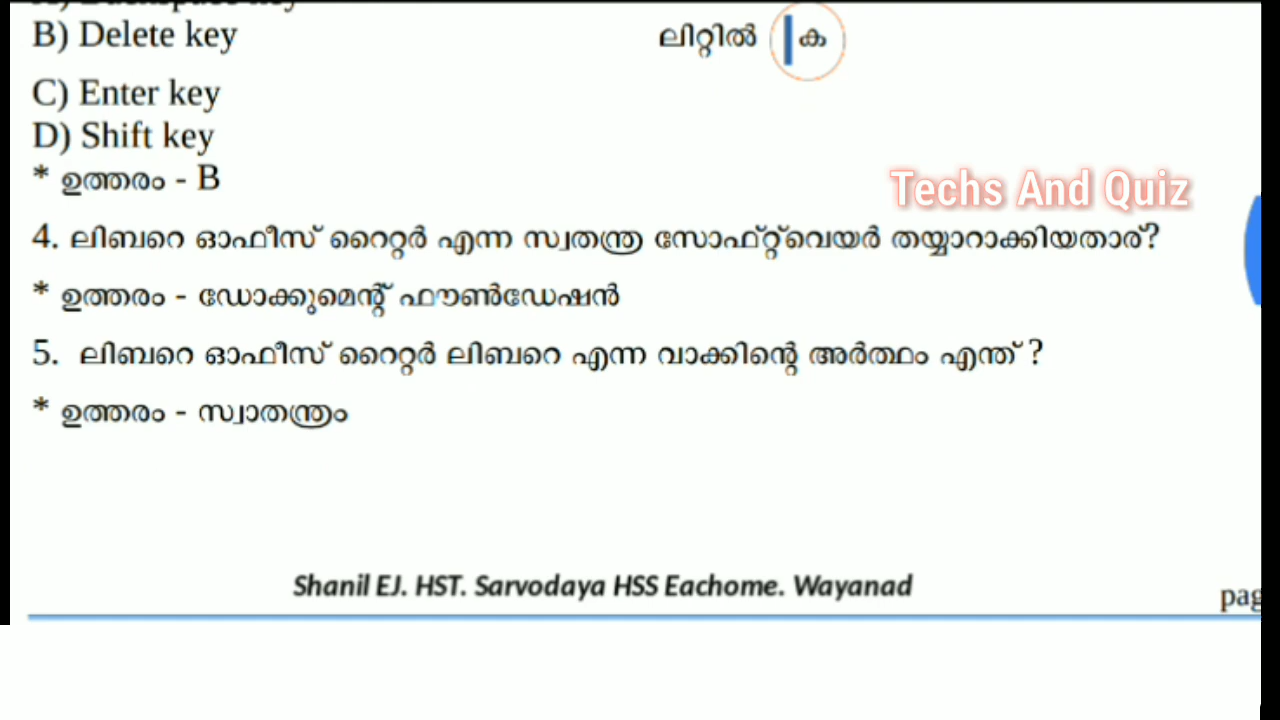 B) Delete key
ലിറ്റിൽ ക
C) Enter key
D) Shift key
* ഉത്തരം - B
Techs And Quiz
4. ലിബറെ ഓഫീസ് റൈറ്റർ എന്ന സ്വതന്ത്ര സോഫ്റ്റ്‌വെയർ തയ്യാറാക്കിയതാര്?
* ഉത്തരം - ഡോക്കുമെന്റ് ഫൗൺഡേഷൻ
5. ലിബറെ ഓഫീസ് റൈറ്റർ ലിബറെ എന്ന വാക്കിന്റെ അർത്ഥം എന്ത് ?
* ഉത്തരം - സ്വാതന്ത്രം
Shanil EJ. HST. Sarvodaya HSS Eachome. Wayanad
pag